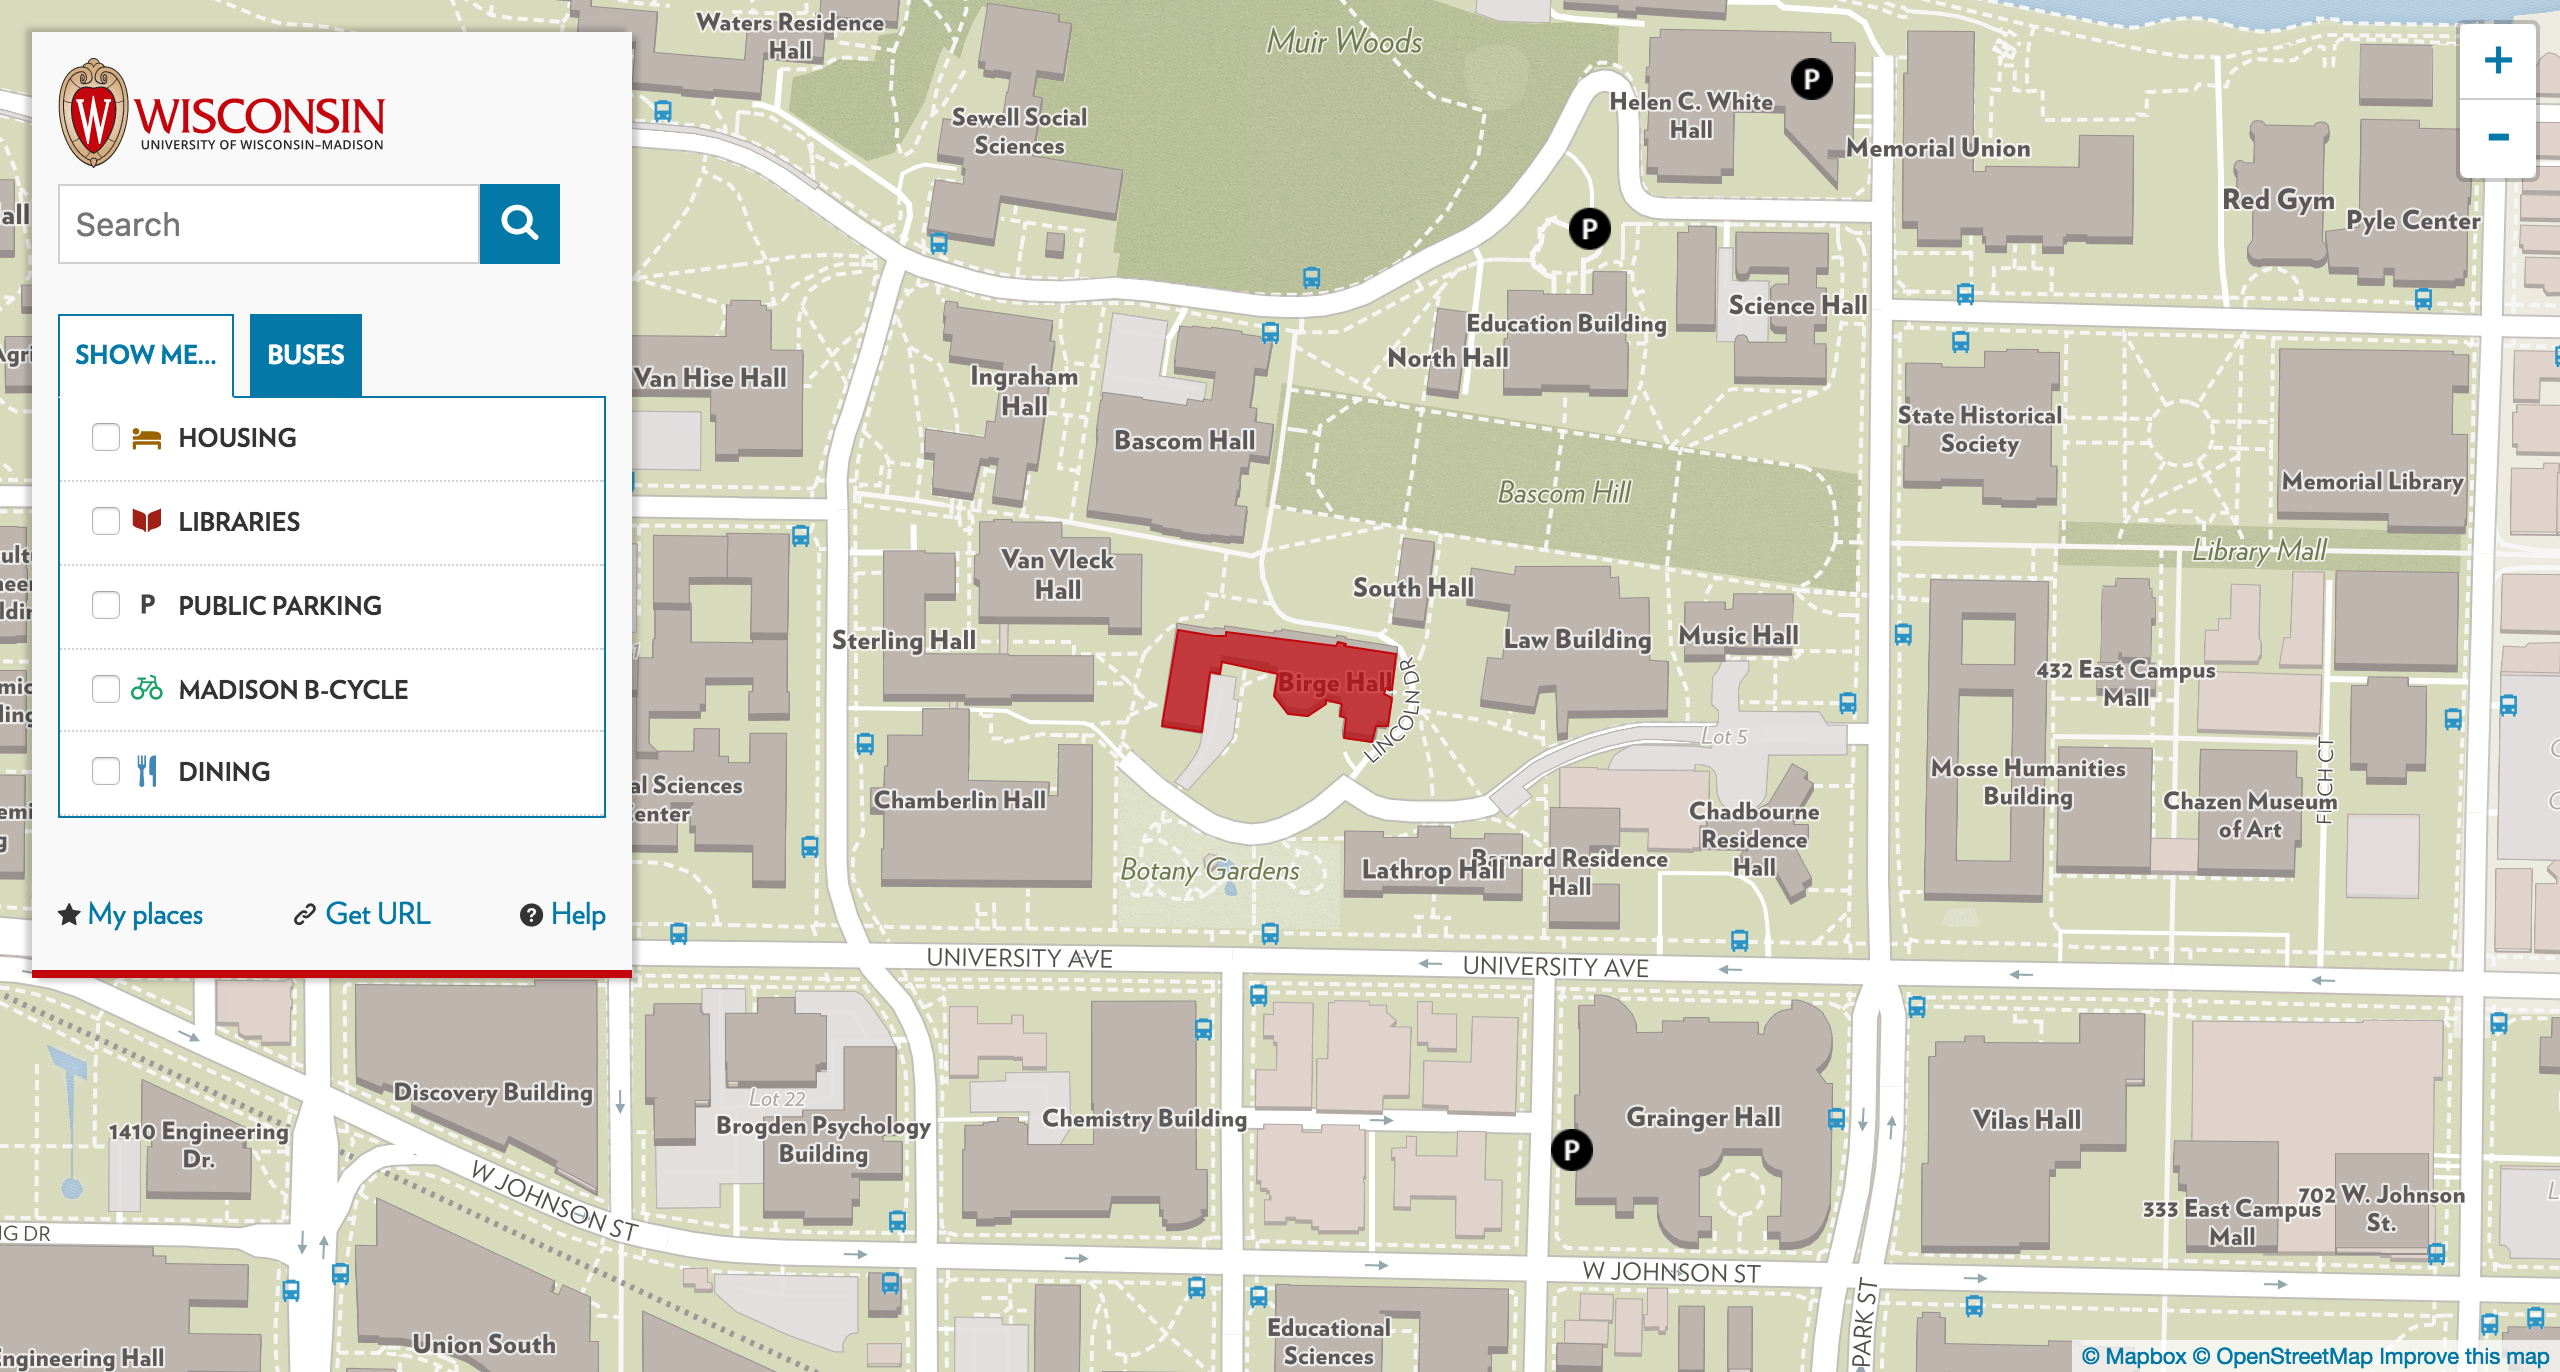 WISCONSIN
UNIVERSITY OF WISCONSIN–MADISON
Search
SHOW ME...
BUSES
HOUSING
LIBRARIES
P PUBLIC PARKING
MADISON B-CYCLE
DINING
My places
Get URL
Help
Waters Residence
Hall
Muir Woods
Sewell Social
Sciences
Helen C. White
Hall
P
P
Memorial Union
Red Gym
Pyle Center
+
-
Science Hall
Education Building
North Hall
Van Hise Hall
Ingraham
Hall
Bascom Hall
State Historical
Society
Memorial Library
Bascom Hill
Library Mall
Van Vleck
Hall
South Hall
Sterling Hall
Law Building
Music Hall
Birge Hall
LINCOLN DR
432 East Campus
Mall
Lot 5
Mosse Humanities
Building
Chazen Museum
of Art
FITCH CT
al Sciences
enter
Chamberlin Hall
Chadbourne
Residence
Hall
Botany Gardens
Lathrop Hall
Barnard Residence
Hall
UNIVERSITY AVE
UNIVERSITY AVE
Discovery Building
1410 Engineering
Dr.
Lot 22
Brogden Psychology
Building
Chemistry Building
Grainger Hall
P
Vilas Hall
W JOHNSON ST
333 East Campus
Mall
702 W. Johnson
St.
NG DR
W JOHNSON ST
PARK ST
Union South
Educational
Sciences
ngineering Hall
© Mapbox © OpenStreetMap Improve this map